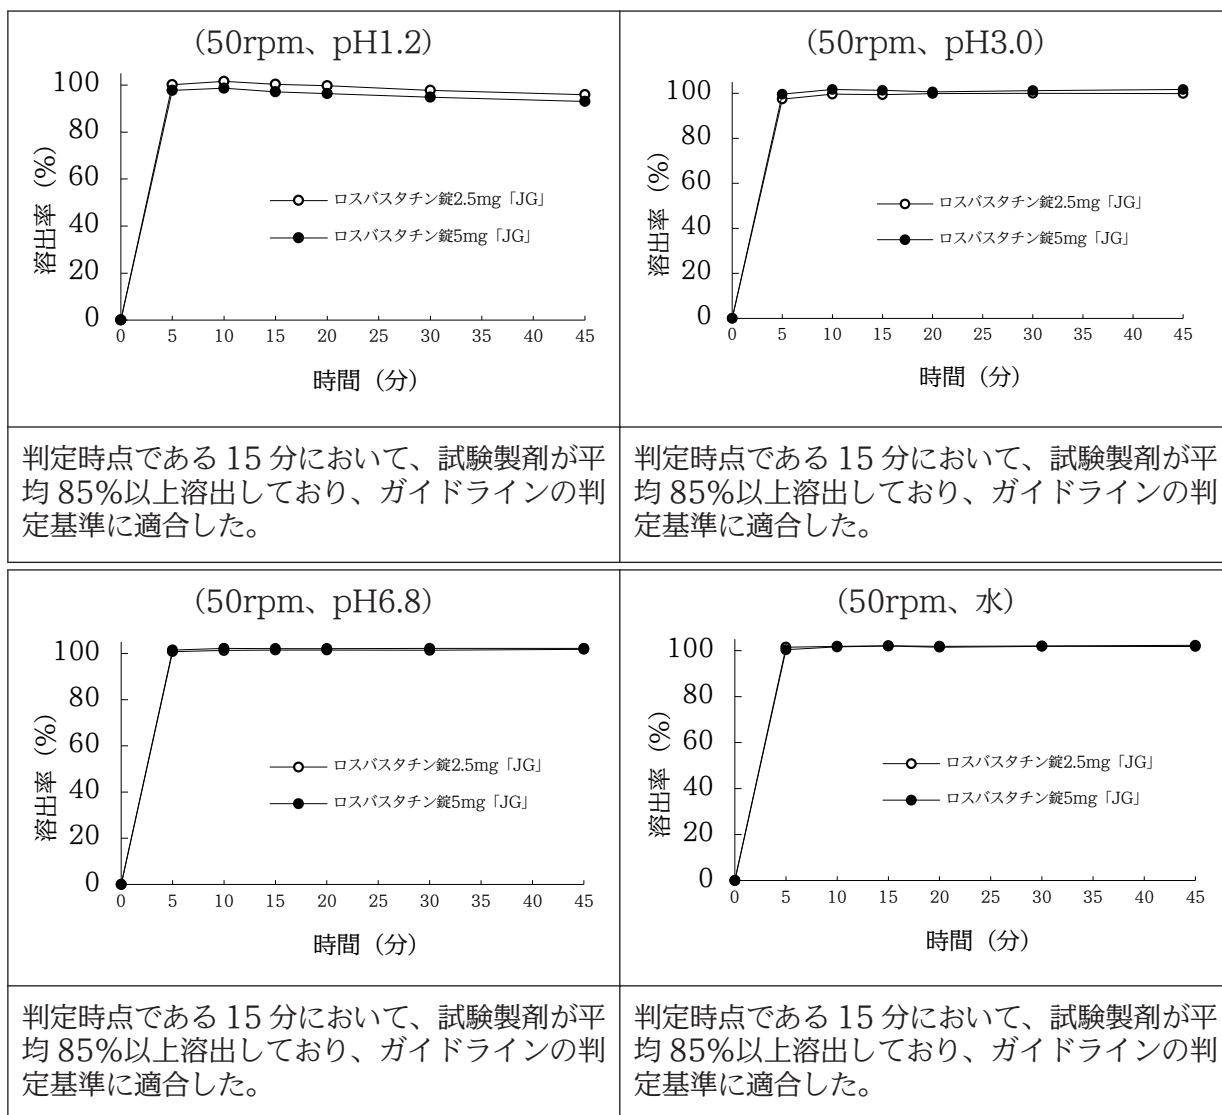 (50rpm、pH1.2)
100
80
60
40
20
0
溶出率（%）
ロスバスタチン錠2.5mg「JG」
ロスバスタチン錠5mg「JG」
0 5 10 15 20 25 30 35 40 45
時間（分）
判定時点である 15 分において、試験製剤が平
均 85%以上溶出しており、ガイドラインの判
定基準に適合した。
(50rpm、pH3.0)
100
80
60
40
20
0
溶出率（%）
ロスバスタチン錠2.5mg「JG」
ロスバスタチン錠5mg「JG」
0 5 10 15 20 25 30 35 40 45
時間（分）
判定時点である 15 分において、試験製剤が平
均 85%以上溶出しており、ガイドラインの判
定基準に適合した。
(50rpm、pH6.8)
100
80
60
40
20
0
溶出率（%）
ロスバスタチン錠2.5mg「JG」
ロスバスタチン錠5mg「JG」
0 5 10 15 20 25 30 35 40 45
時間（分）
判定時点である 15 分において、試験製剤が平
均 85%以上溶出しており、ガイドラインの判
定基準に適合した。
(50rpm、水)
100
80
60
40
20
0
溶出率（%）
ロスバスタチン錠2.5mg「JG」
ロスバスタチン錠5mg「JG」
0 5 10 15 20 25 30 35 40 45
時間（分）
判定時点である 15 分において、試験製剤が平
均 85%以上溶出しており、ガイドラインの判
定基準に適合した。